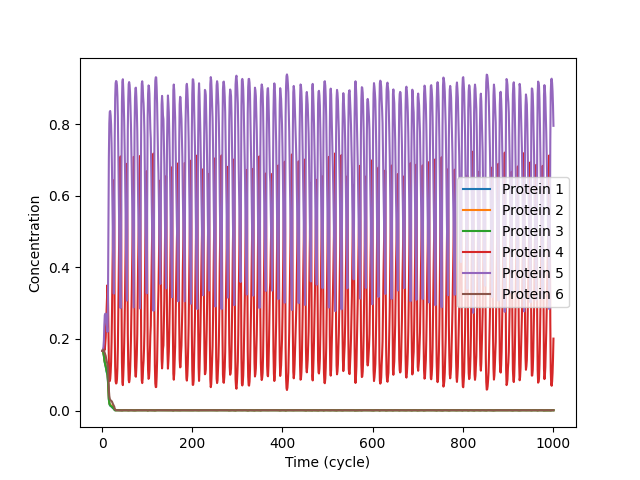 0.8
0.6
0.4
0.2
0.0
Concentration
0
200
400
600
800
1000
Time (cycle)
Protein 1
Protein 2
Protein 3
Protein 4
Protein 5
Protein 6